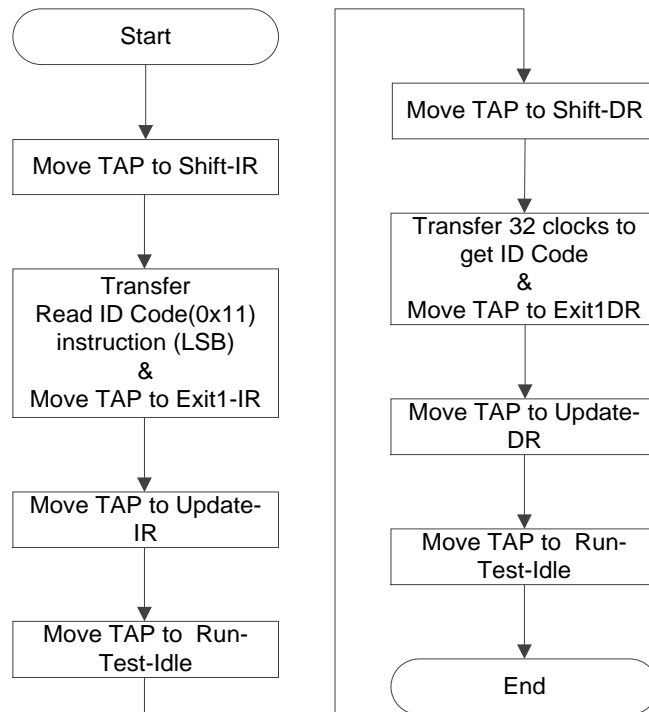 Start
Move TAP to Shift-IR
Transfer
Read ID Code(0x11)
instruction (LSB)
&
Move TAP to Exit1-IR
Move TAP to Update-
IR
Move TAP to Run-
Test-Idle
Move TAP to Shift-DR
Transfer 32 clocks to
get ID Code
&
Move TAP to Exit1DR
Move TAP to Update-
DR
Move TAP to Run-
Test-Idle
End